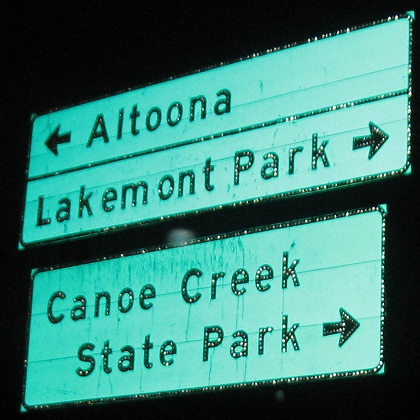 ← Altoona
Lakemont Park →
Canoe Creek
State Park →